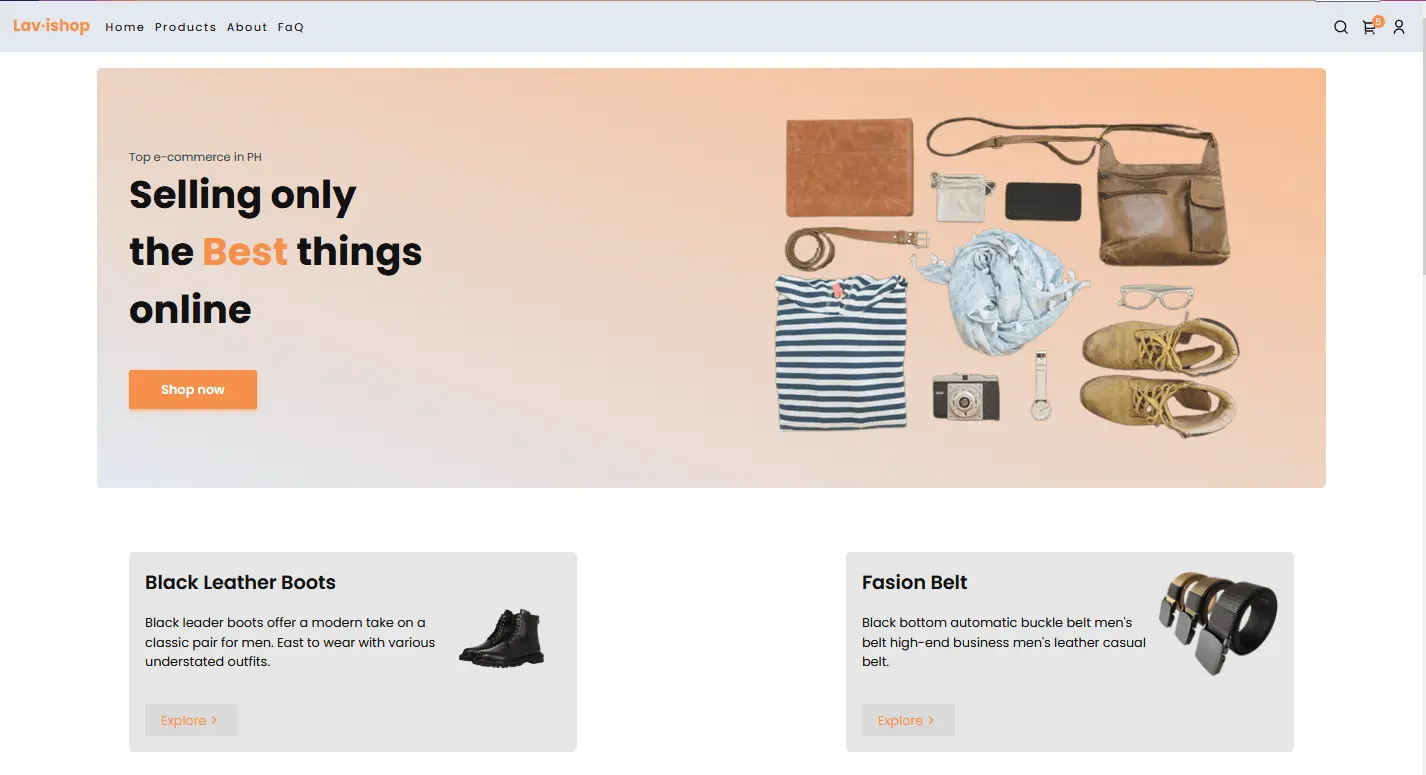 Lav·ishop Home Products About FaQ 5
Top e-commerce in PH
Selling only
the Best things
online
Shop now
Black Leather Boots
Black leader boots offer a modern take on a
classic pair for men. East to wear with various
understated outfits.
Explore >
Fasion Belt
Black bottom automatic buckle belt men's
belt high-end business men's leather casual
belt.
Explore >